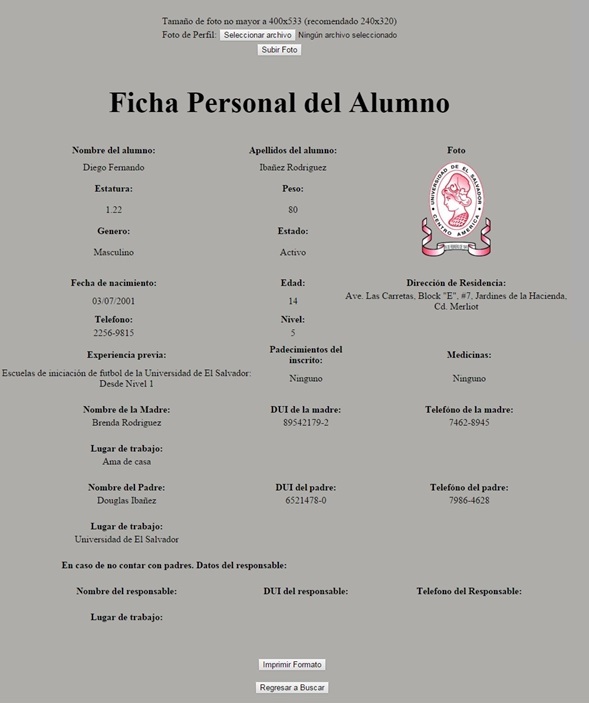 Tamaño de foto no mayor a 400x533 (recomendado 240x320)
Foto de Perfil: Seleccionar archivo Ningún archivo seleccionado
Subir Foto
Ficha Personal del Alumno
Nombre del alumno: Apellidos del alumno: Foto
Diego Fernando Ibañez Rodriguez
UNIVERSIDAD DE EL SALVADOR
CENTRO AMERICA
Estatura: Peso:
1.22 80
Genero: Estado:
Masculino Activo
Fecha de nacimiento: Edad: Dirección de Residencia:
03/07/2001 14 Ave. Las Carretas, Block "E", #7, Jardines de la Hacienda,
Cd. Merliot
Telefono: Nivel:
2256-9815 5
Experiencia previa: Padecimientos del
inscrito: Medicinas:
Escuelas de iniciación de futbol de la Universidad de El Salvador:
Desde Nivel 1 Ninguno Ninguno
Nombre de la Madre: DUI de la madre: Telefóno de la madre:
Brenda Rodriguez 89542179-2 7462-8945
Lugar de trabajo:
Ama de casa
Nombre del Padre: DUI del padre: Telefóno del padre:
Douglas Ibañez 6521478-0 7986-4628
Lugar de trabajo:
Universidad de El Salvador
En caso de no contar con padres. Datos del responsable:
Nombre del responsable: DUI del responsable: Telefono del Responsable:
Lugar de trabajo:
Imprimir Formato
Regresar a Buscar